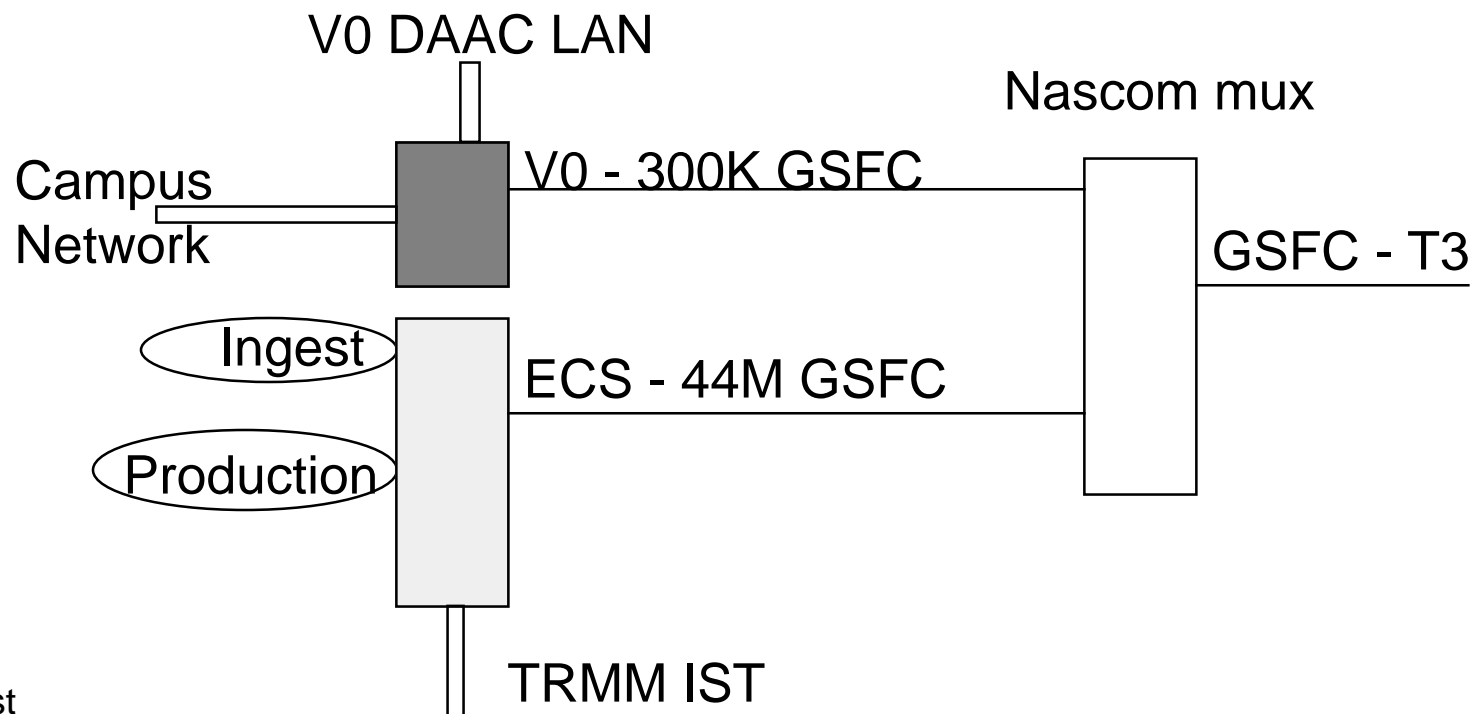 V0 DAAC LAN
Nascom mux
V0 - 300K GSFC
Campus
Network
GSFC - T3
Ingest
ECS - 44M GSFC
Production
TRMM IST
st